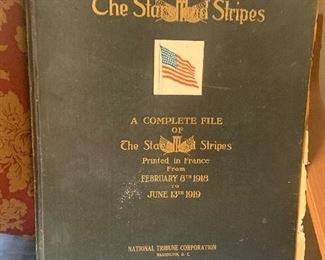 The Stars and Stripes
A COMPLETE FILE
OF
The Stars and Stripes
Printed in France
From
FEBRUARY 8TH 1918
TO
JUNE 13TH 1919
NATIONAL TRIBUNE CORPORATION
WASHINGTON, D. C.